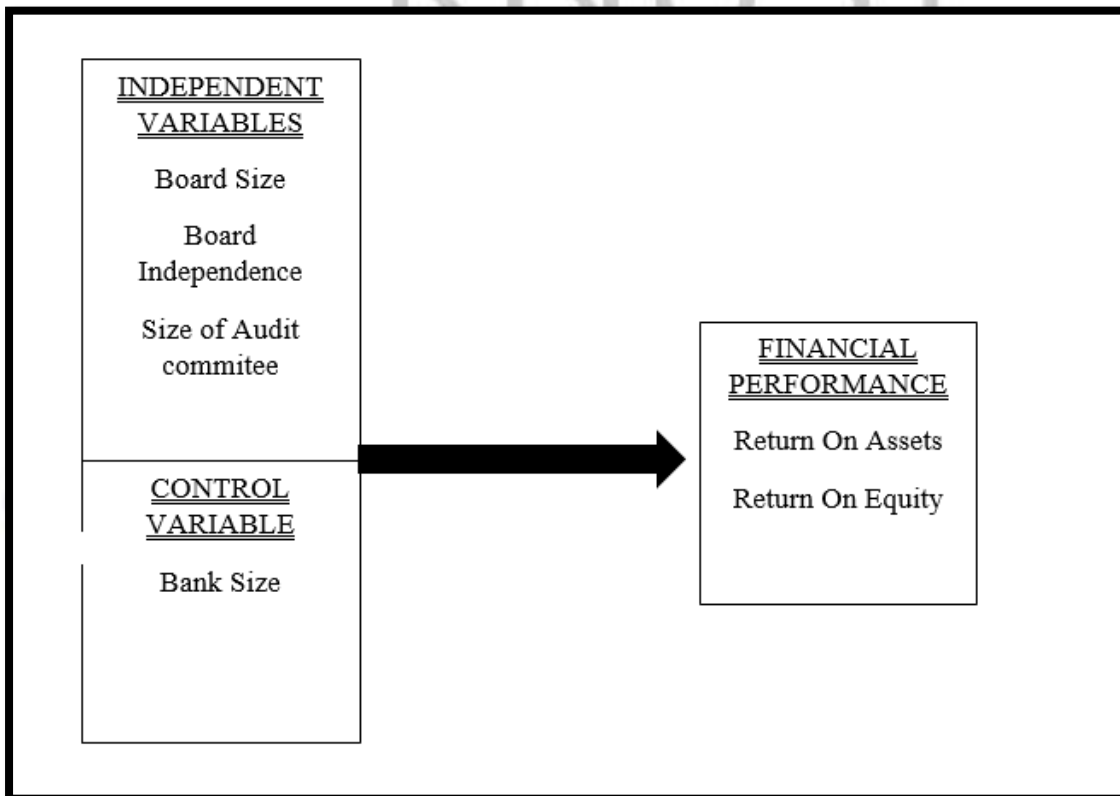 INDEPENDENT
VARIABLES
Board Size
Board
Independence
Size of Audit
commitee
CONTROL
VARIABLE
Bank Size
FINANCIAL
PERFORMANCE
Return On Assets
Return On Equity